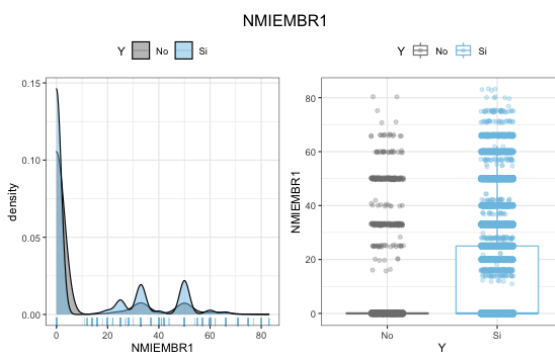 NMIEMBR1
Y No Si
Y No Si
0.15
0.10
0.05
0.00
density
0 20 40 60 80
NMIEMBR1
80
60
40
20
0
NMIEMBR1
No Si
Y